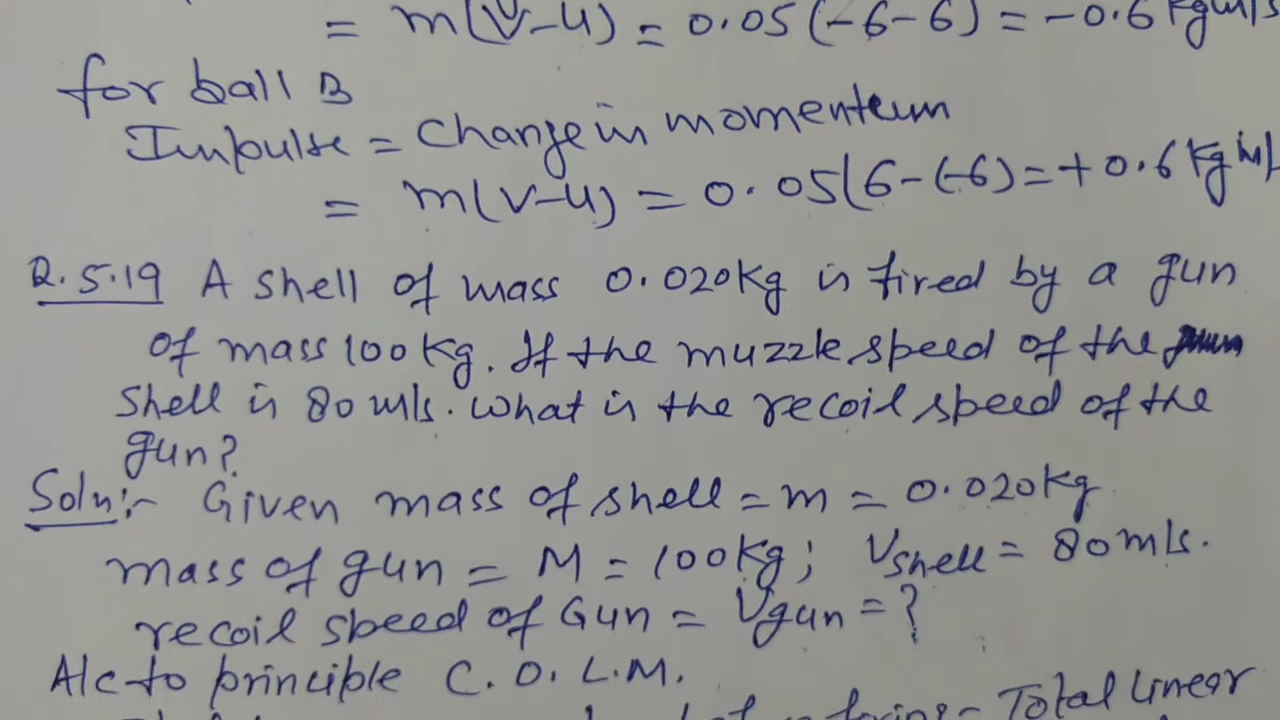 = m(V-u) = 0.05(-6-6) = -0.6 kgm/s
for ball B
Impulse = Change in momentum
= m(V-u) = 0.05(6-(-6) = +0.6 kg m/s
Q.5.19 A shell of mass 0.020kg is fired by a gun
of mass 100kg. If the muzzle speed of the
shell is 80 m/s. what is the recoil speed of the
gun?
Soln:- Given mass of shell = m = 0.020kg.
mass of gun = M = 100kg; Vshell = 80 m/s.
recoil speed of Gun = Vgun = ?
A/c to principle C.O.L.M.
Total Linear